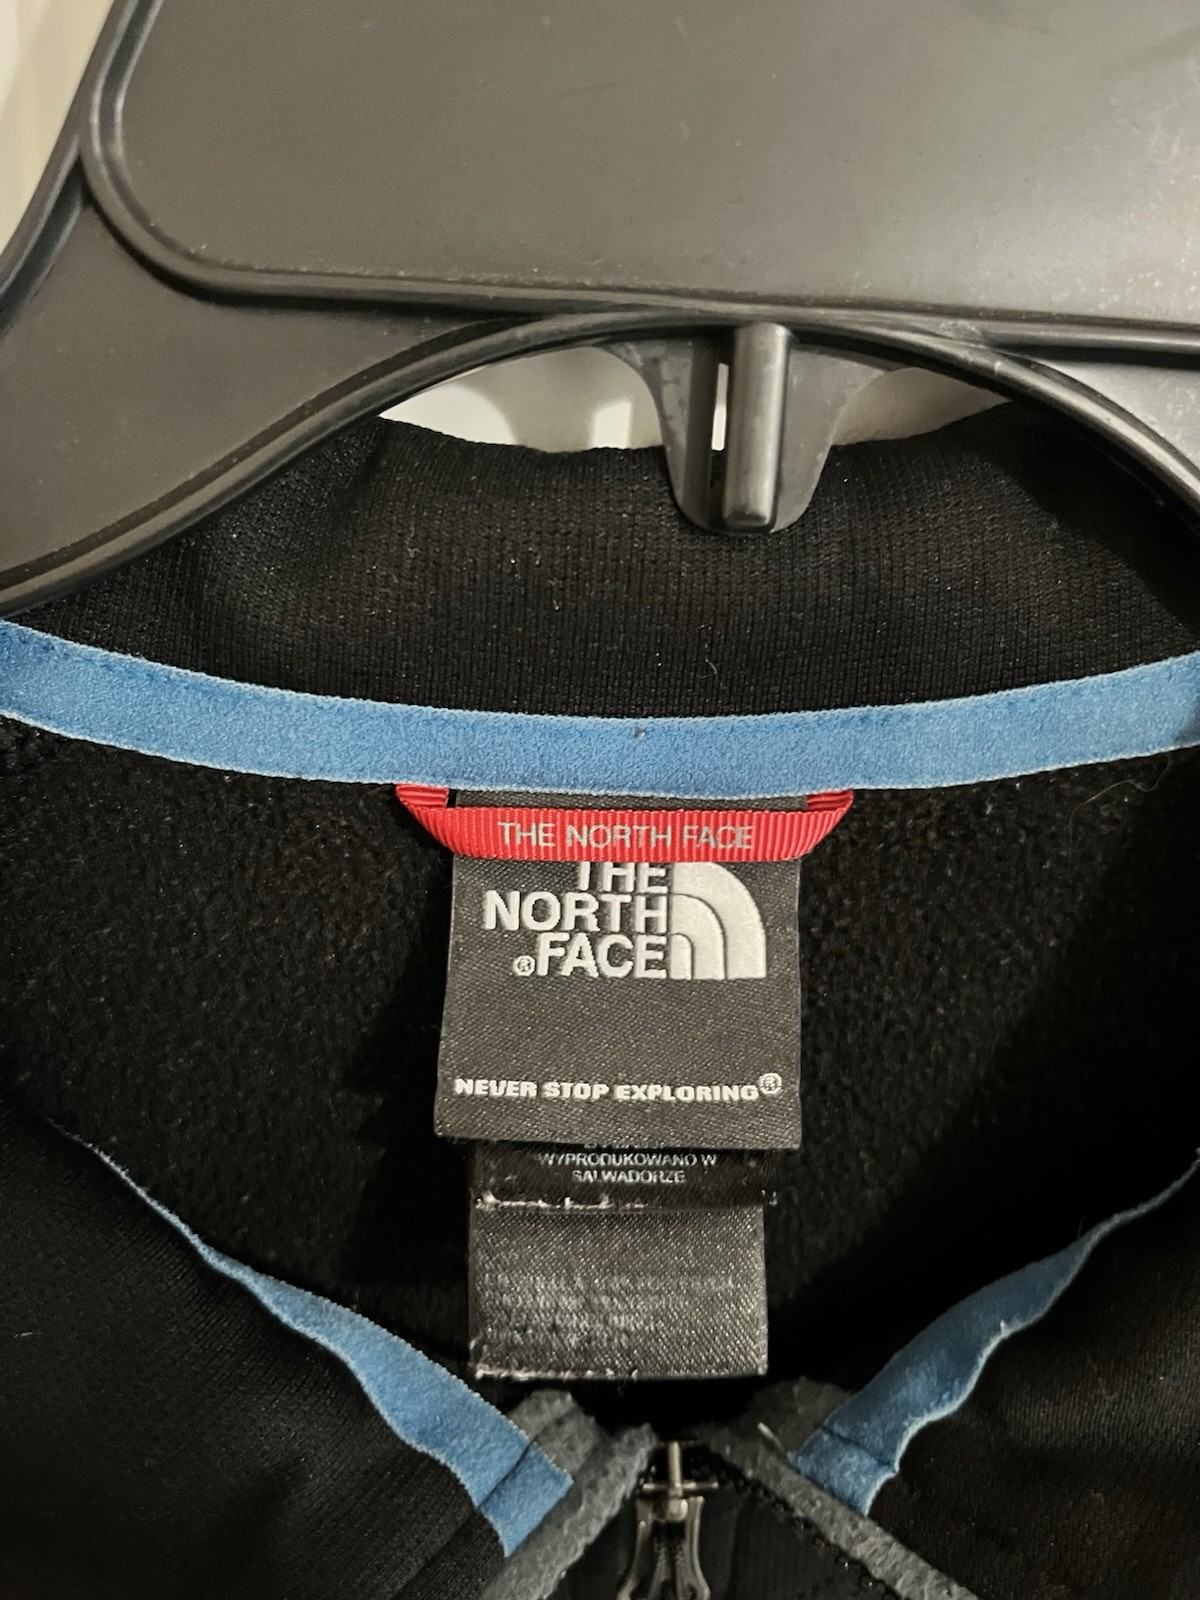 THE NORTH FACE
THE
NORTH
®FACE
NEVER STOP EXPLORING®
WYPRODUKOWANO W
SALWADORZE